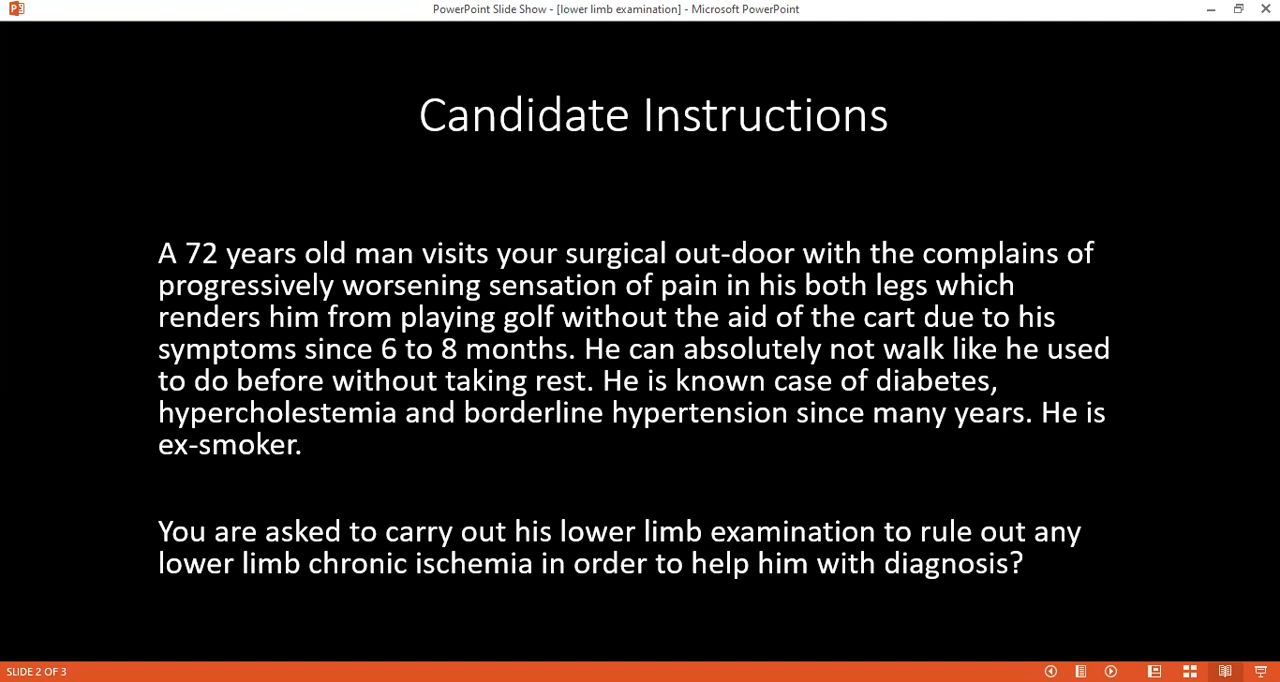 PowerPoint Slide Show - [lower limb examination] - Microsoft PowerPoint
Candidate Instructions
A 72 years old man visits your surgical out-door with the complains of
progressively worsening sensation of pain in his both legs which
renders him from playing golf without the aid of the cart due to his
symptoms since 6 to 8 months. He can absolutely not walk like he used
to do before without taking rest. He is known case of diabetes,
hypercholestemia and borderline hypertension since many years. He is
ex-smoker.
You are asked to carry out his lower limb examination to rule out any
lower limb chronic ischemia in order to help him with diagnosis?
SLIDE 2 OF 3